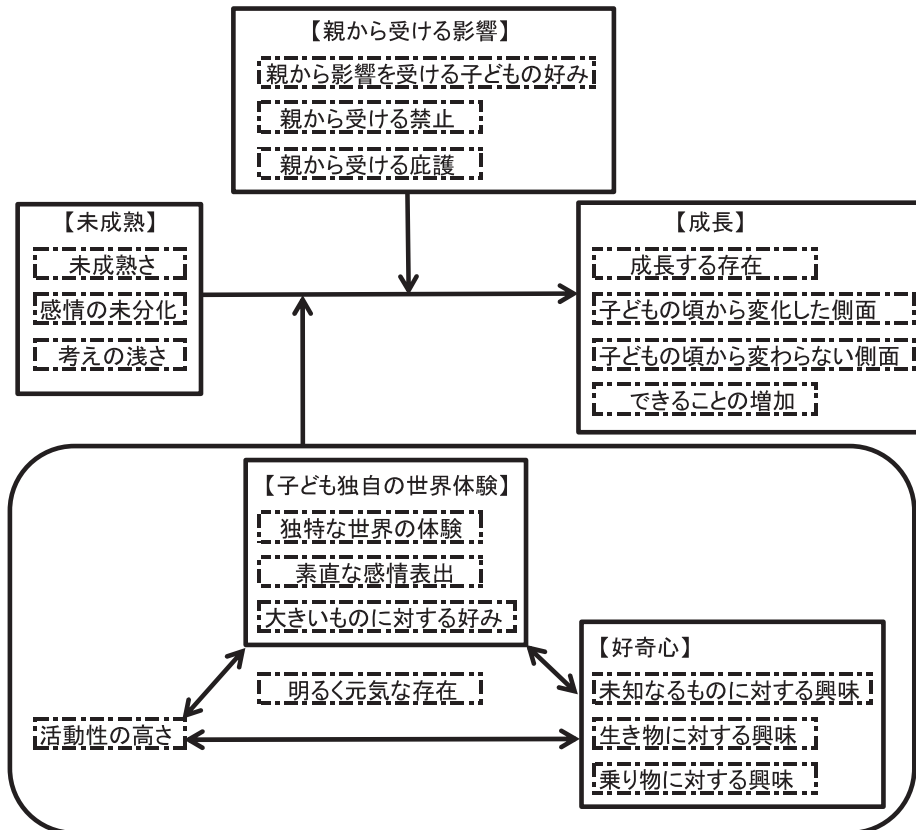 【親から受ける影響】
親から影響を受ける子どもの好み
親から受ける禁止
親から受ける庇護
【未成熟】
未成熟さ
感情の未分化
考えの浅さ
【成長】
成長する存在
子どもの頃から変化した側面
子どもの頃から変わらない側面
できることの増加
【子ども独自の世界体験】
独特な世界の体験
素直な感情表出
大きいものに対する好み
明るく元気な存在
活動性の高さ
【好奇心】
未知なるものに対する興味
生き物に対する興味
乗り物に対する興味